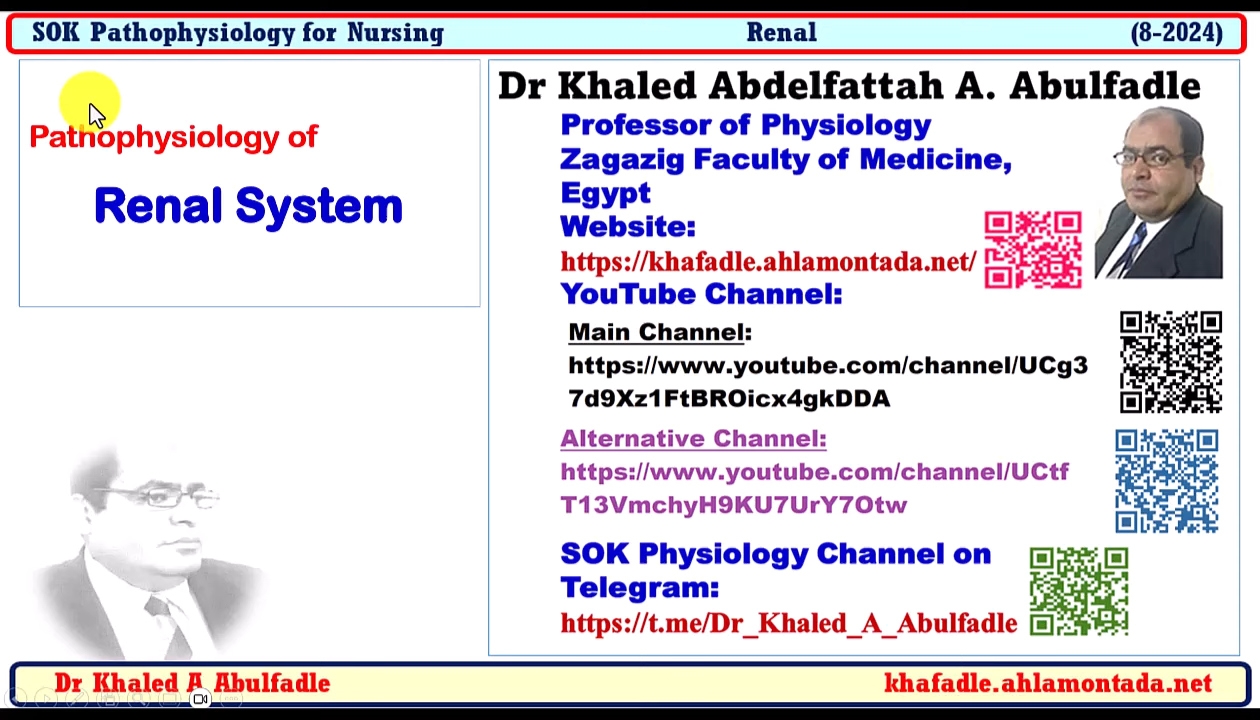 SOK Pathophysiology for Nursing Renal (8-2024)
Pathophysiology of
Renal System
Dr Khaled Abdelfattah A. Abulfadle
Professor of Physiology
Zagazig Faculty of Medicine,
Egypt
Website:
https://khafadle.ahlamontada.net/
YouTube Channel:
Main Channel:
https://www.youtube.com/channel/UCg3
7d9Xz1FtBROicx4gkDDA
Alternative Channel:
https://www.youtube.com/channel/UCtf
T13VmchyH9KU7UrY7Otw
SOK Physiology Channel on
Telegram:
https://t.me/Dr_Khaled_A_Abulfadle
Dr Khaled A Abulfadle khafadle.ahlamontada.net